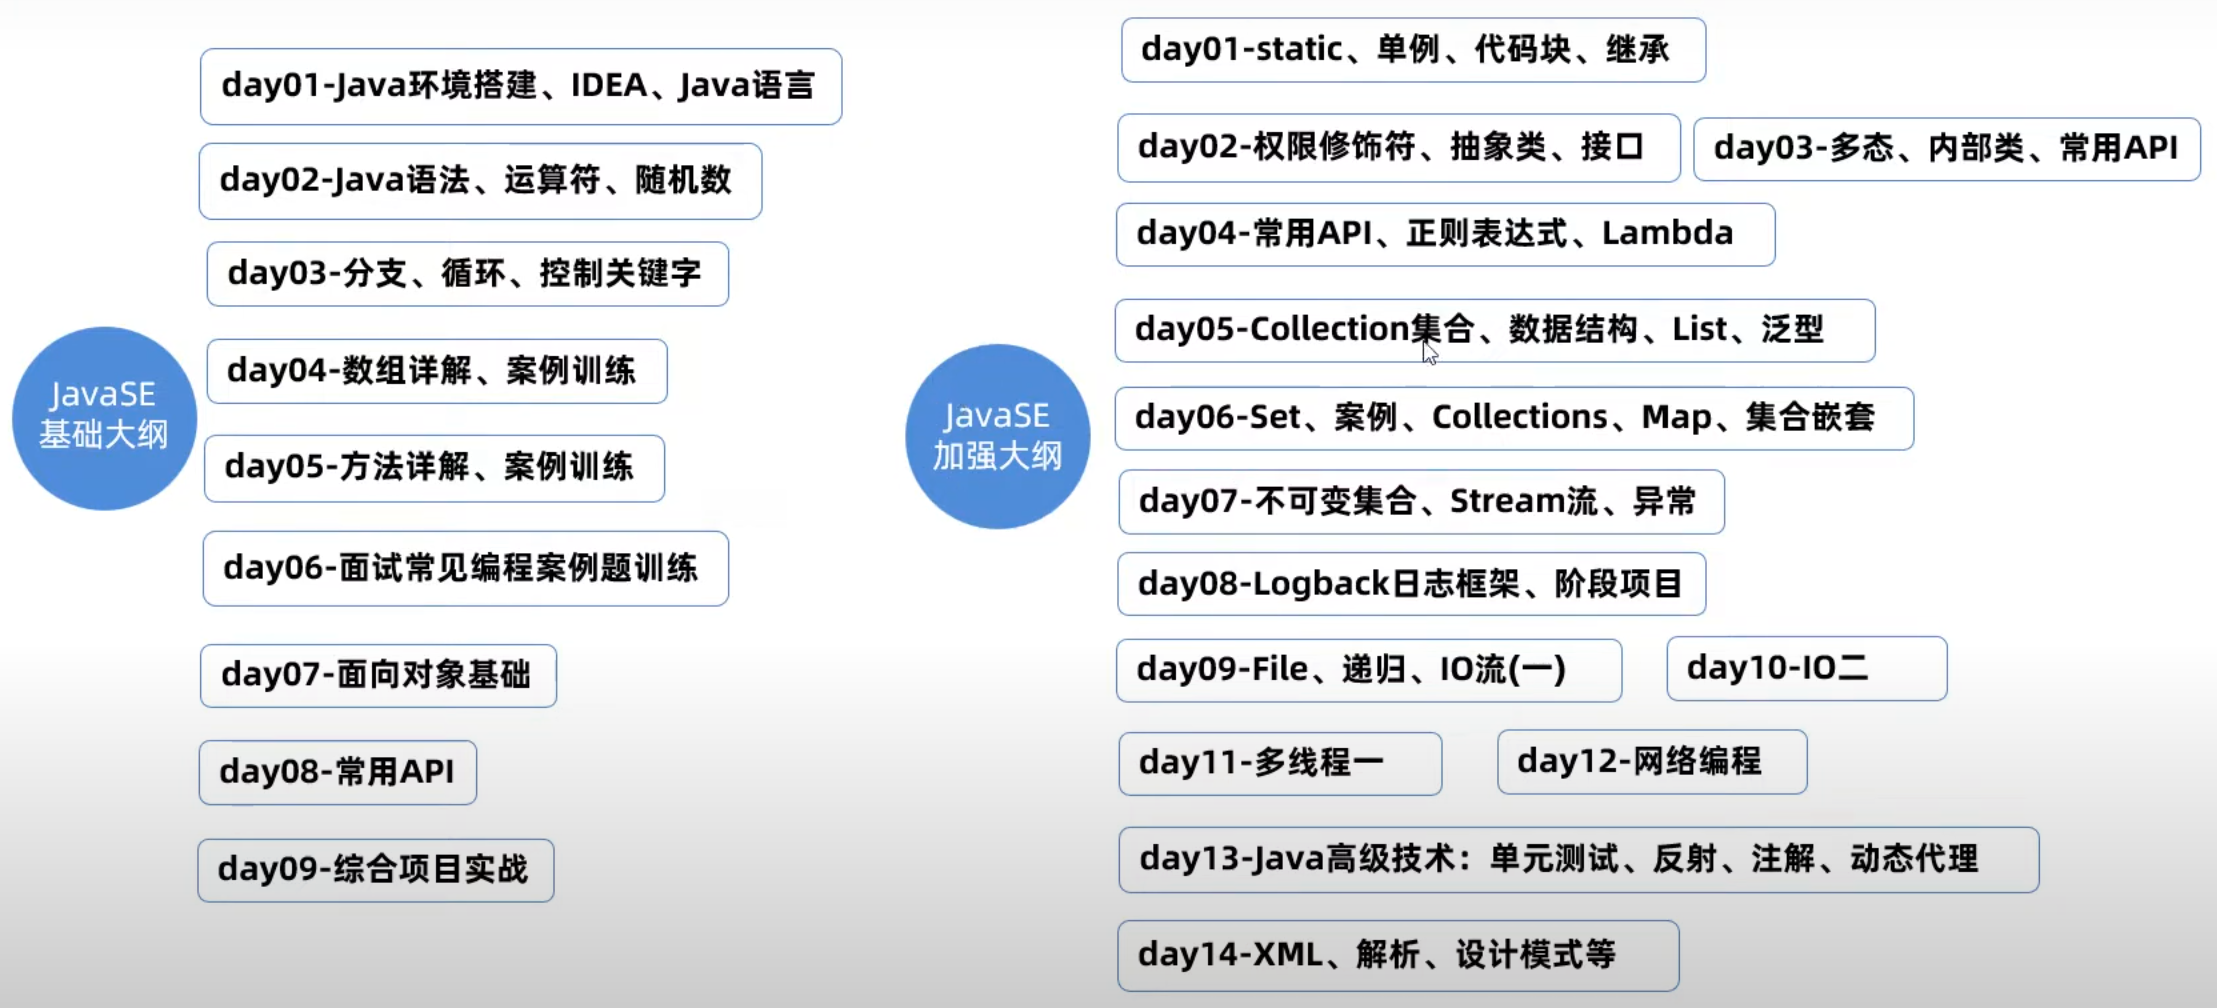 JavaSE
基础大纲
day01-Java环境搭建、IDEA、Java语言
day02-Java语法、运算符、随机数
day03-分支、循环、控制关键字
day04-数组详解、案例训练
day05-方法详解、案例训练
day06-面试常见编程案例题训练
day07-面向对象基础
day08-常用API
day09-综合项目实战
JavaSE
加强大纲
day01-static、单例、代码块、继承
day02-权限修饰符、抽象类、接口
day03-多态、内部类、常用API
day04-常用API、正则表达式、Lambda
day05-Collection集合、数据结构、List、泛型
day06-Set、案例、Collections、Map、集合嵌套
day07-不可变集合、Stream流、异常
day08-Logback日志框架、阶段项目
day09-File、递归、IO流(一)
day10-IO二
day11-多线程一
day12-网络编程
day13-Java高级技术：单元测试、反射、注解、动态代理
day14-XML、解析、设计模式等